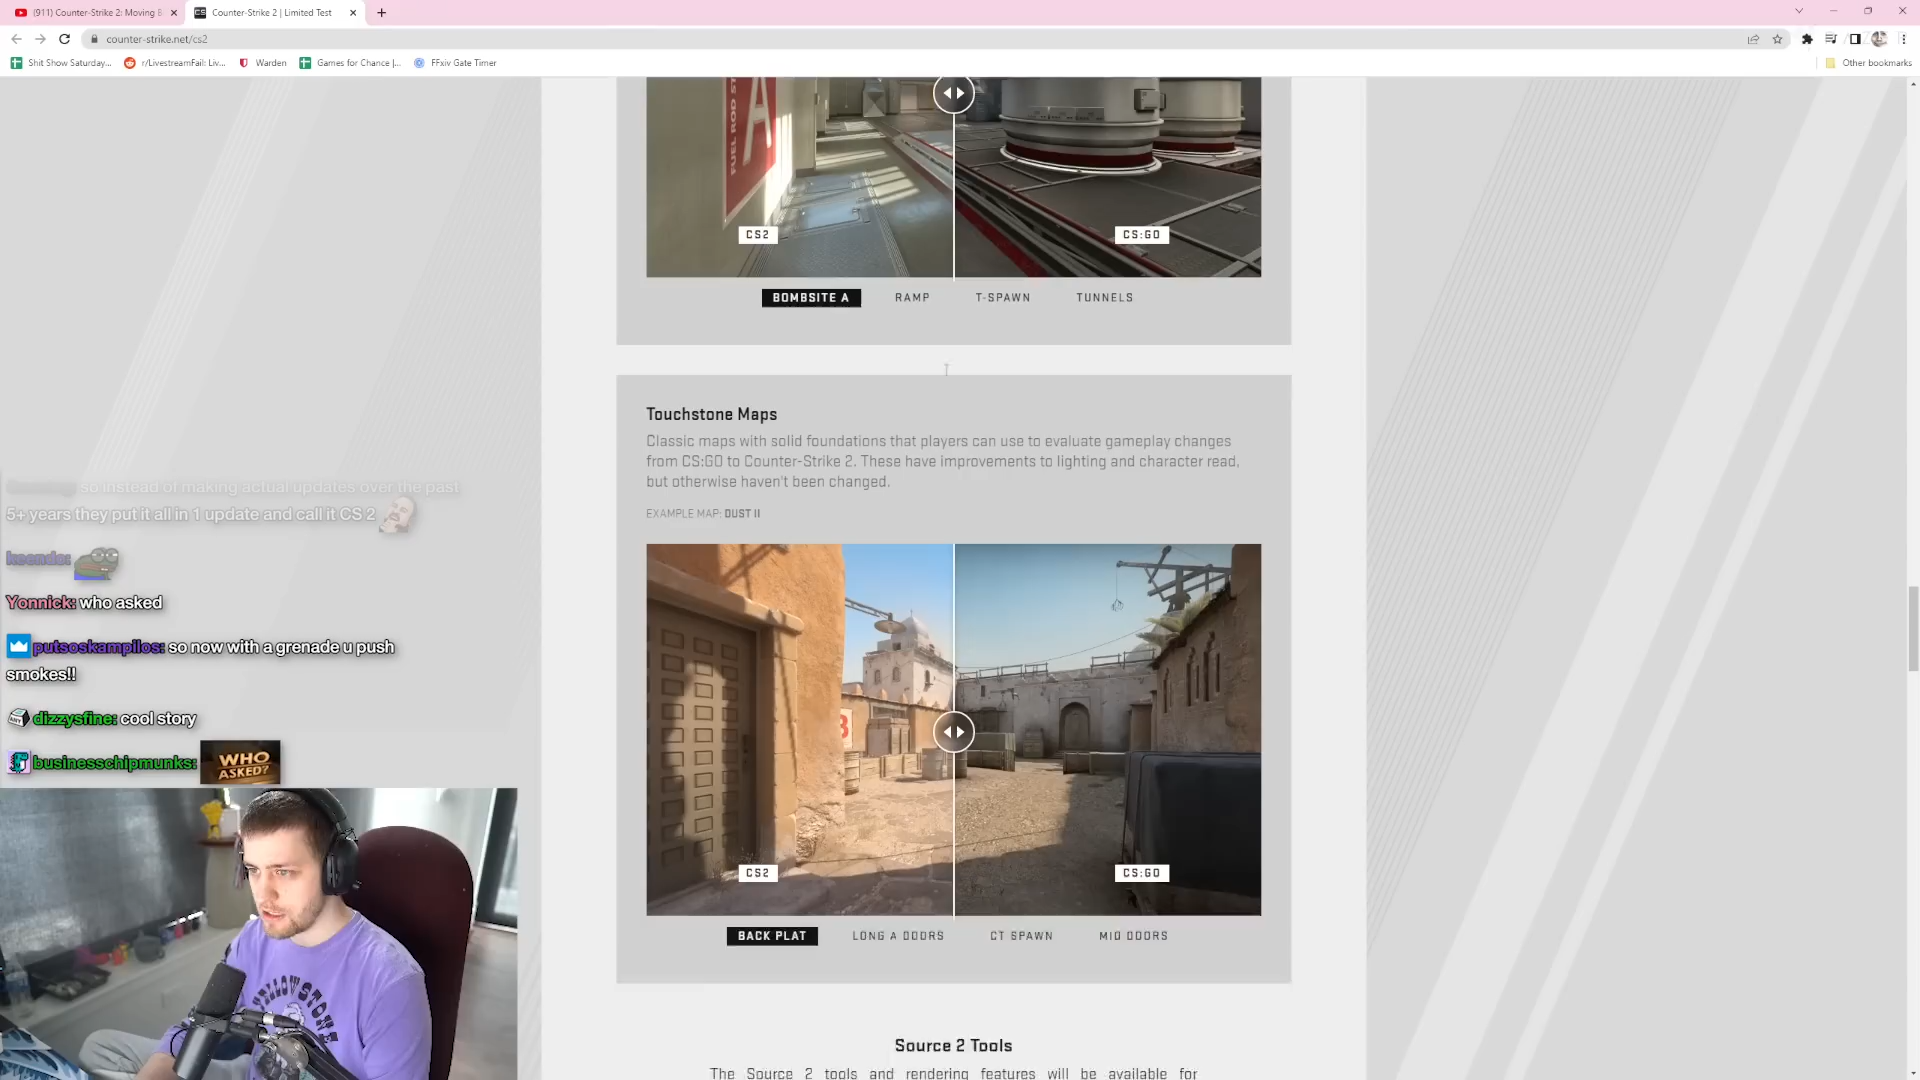 (911) Counter-Strike 2: Moving B
Counter-Strike 2 | Limited Test
counter-strike.net/cs2
Shit Show Saturday...
r/LivestreamFail: Liv...
Warden
Games for Chance |...
FFxiv Gate Timer
Other bookmarks
FUEL ROD ST
A
CS2
CS:GO
BOMBSITE A
RAMP
T-SPAWN
TUNNELS
Touchstone Maps
Classic maps with solid foundations that players can use to evaluate gameplay changes
from CS:GO to Counter-Strike 2. These have improvements to lighting and character read,
but otherwise haven't been changed.
EXAMPLE MAP: DUST II
B
CS2
CS:GO
BACK PLAT
LONG A DOORS
CT SPAWN
MID DOORS
Source 2 Tools
The Source 2 tools and rendering features will be available for
so instead of making actual updates over the past
5+ years they put it all in 1 update and call it CS 2
keende:
Yonnick: who asked
putsoskampilos: so now with a grenade u push
smokes!!
dizzysfine: cool story
businesschipmunks:
WHO
ASKED?
YELLOWSTONE